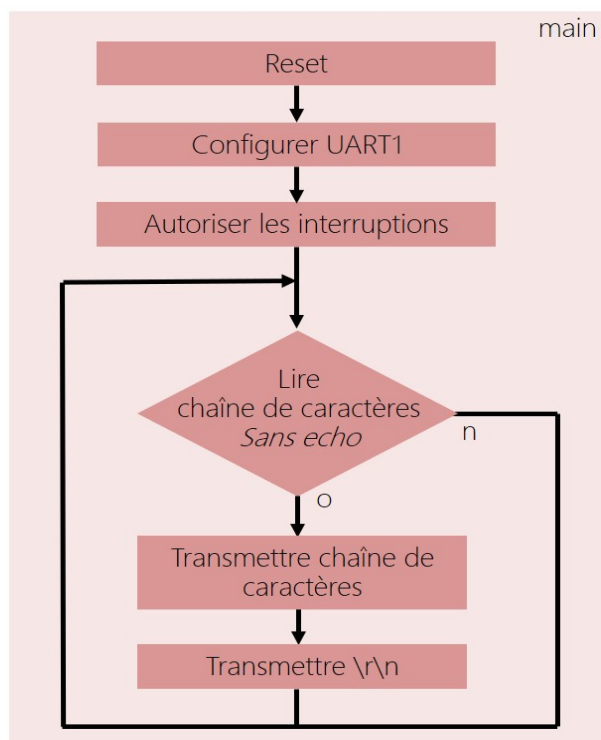 main
Reset
Configurer UART1
Autoriser les interruptions
Lire
chaîne de caractères
Sans echo
n
o
Transmettre chaîne de
caractères
Transmettre \r\n